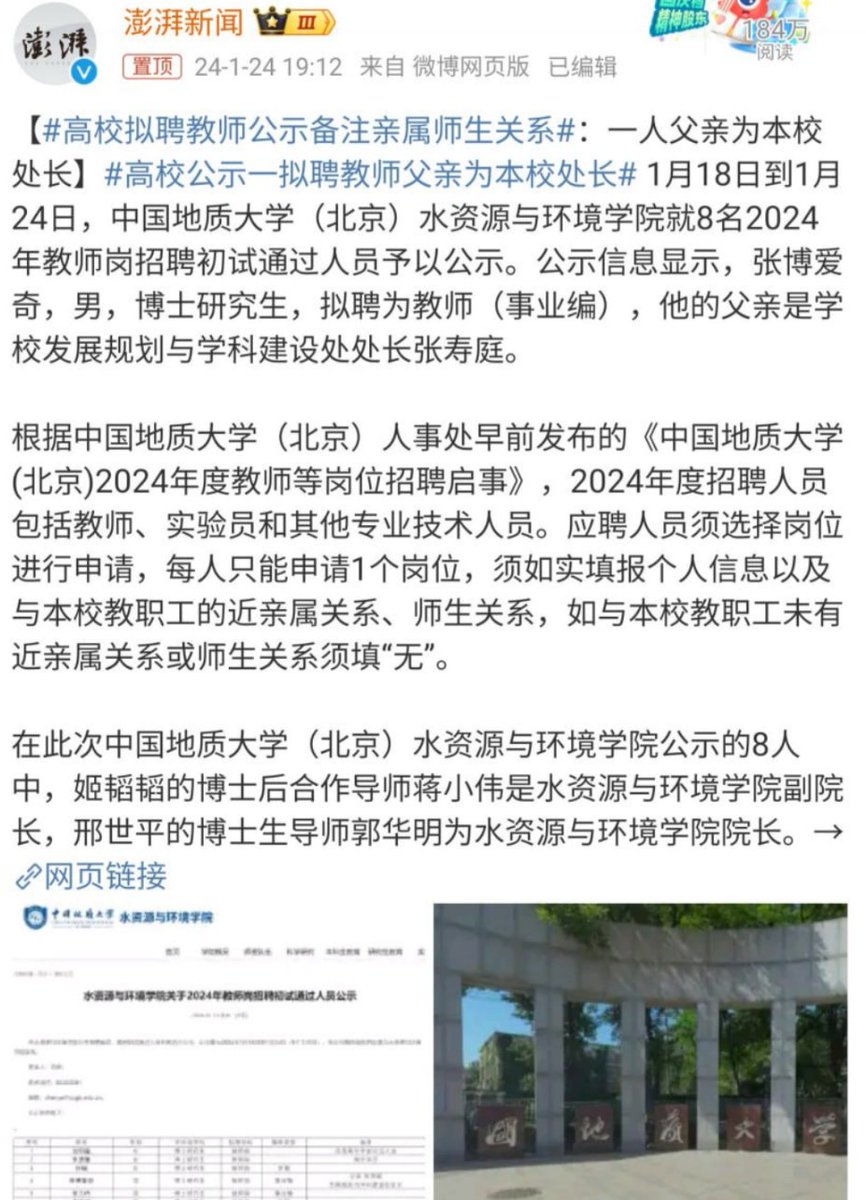 澎湃
澎湃新闻
III
精神股东
184万
阅读
置顶 24-1-24 19:12 来自 微博网页版 已编辑
【#高校拟聘教师公示备注亲属师生关系#：一人父亲为本校
处长】#高校公示一拟聘教师父亲为本校处长# 1月18日到1月
24日，中国地质大学（北京）水资源与环境学院就8名2024
年教师岗招聘初试通过人员予以公示。公示信息显示，张博爱
奇，男，博士研究生，拟聘为教师（事业编），他的父亲是学
校发展规划与学科建设处处长张寿庭。
根据中国地质大学（北京）人事处早前发布的《中国地质大学
(北京)2024年度教师等岗位招聘启事》，2024年度招聘人员
包括教师、实验员和其他专业技术人员。应聘人员须选择岗位
进行申请，每人只能申请1个岗位，须如实填报个人信息以及
与本校教职工的近亲属关系、师生关系，如与本校教职工未有
近亲属关系或师生关系须填“无”。
在此次中国地质大学（北京）水资源与环境学院公示的8人
中，姬韬韬的博士后合作导师蒋小伟是水资源与环境学院副院
长，邢世平的博士生导师郭华明为水资源与环境学院院长。→
网页链接
中国地质大学 水资源与环境学院
水资源与环境学院关于2024年教师岗招聘初试通过人员公示
國 地 質 大 学